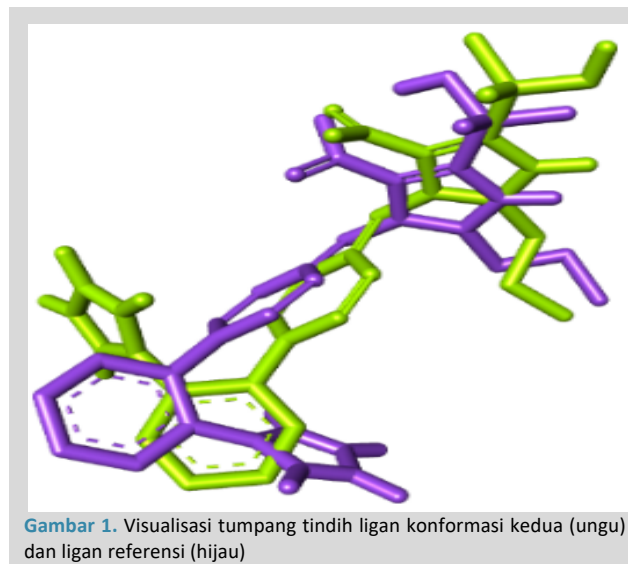 Gambar 1. Visualisasi tumpang tindih ligan konformasi kedua (ungu)
dan ligan referensi (hijau)